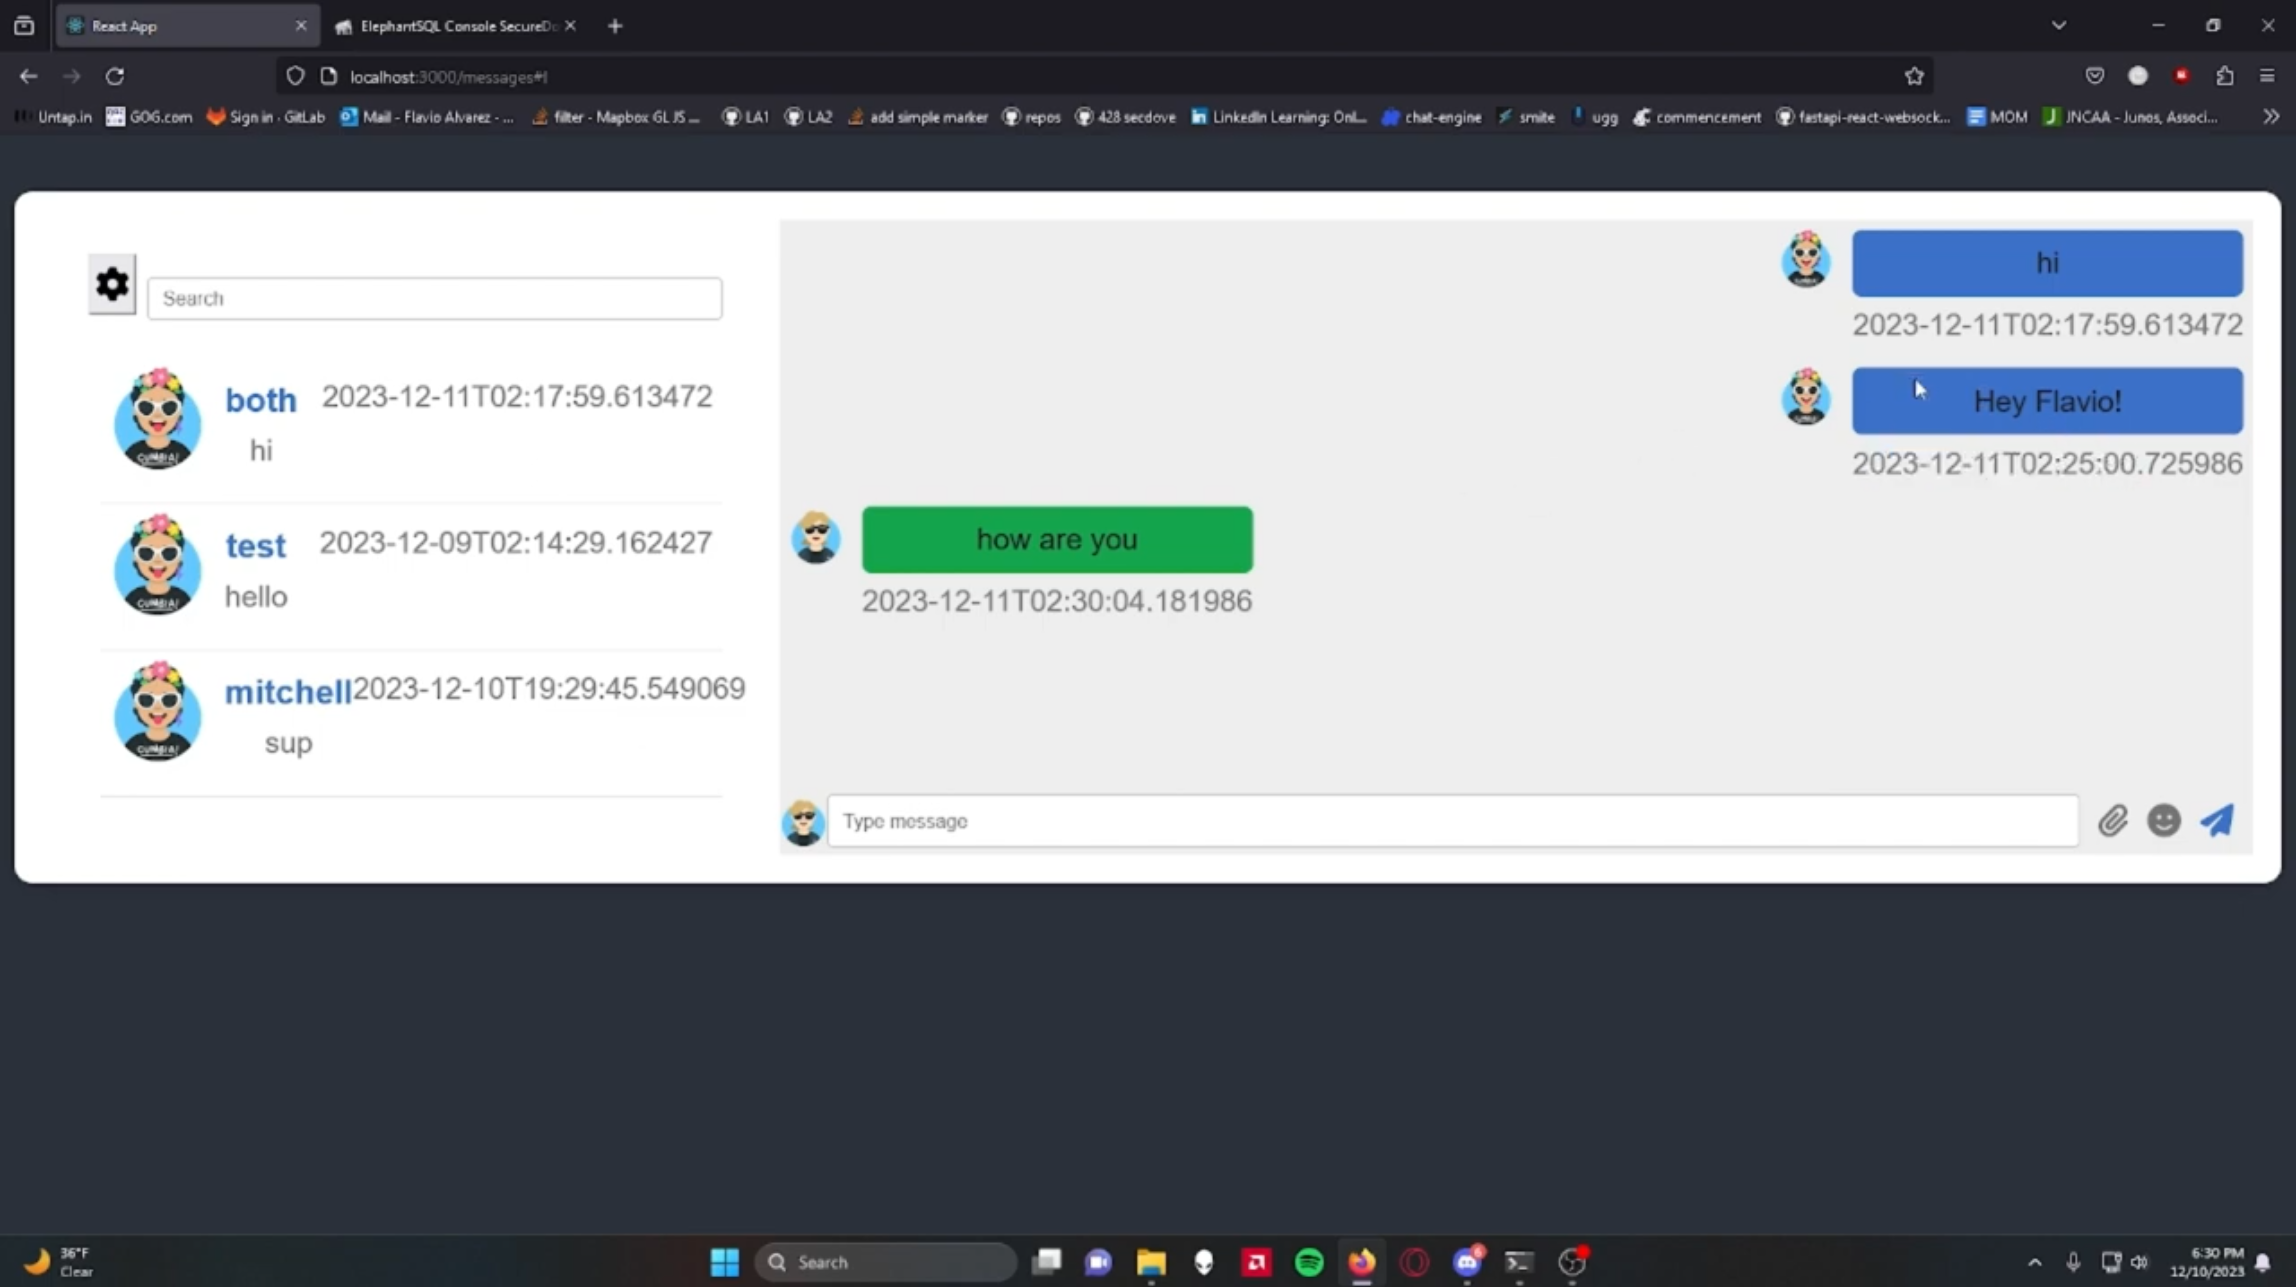 React App
ElephantSQL Console SecureDo
localhost:3000/messages#!
Untap.in GOG.com Sign in · GitLab Mail - Flavio Alvarez - ... filter - Mapbox GL JS ... LA1 LA2 add simple marker repos 428 secdove LinkedIn Learning: Onl... chat-engine smite ugg commencement fastapi-react-websock... MOM JNCAA - Junos, Associ...
Search
both 2023-12-11T02:17:59.613472
hi
test 2023-12-09T02:14:29.162427
hello
mitchell 2023-12-10T19:29:45.549069
sup
hi
2023-12-11T02:17:59.613472
Hey Flavio!
2023-12-11T02:25:00.725986
how are you
2023-12-11T02:30:04.181986
Type message
36°F
Clear
Search
6
6:30 PM
12/10/2023